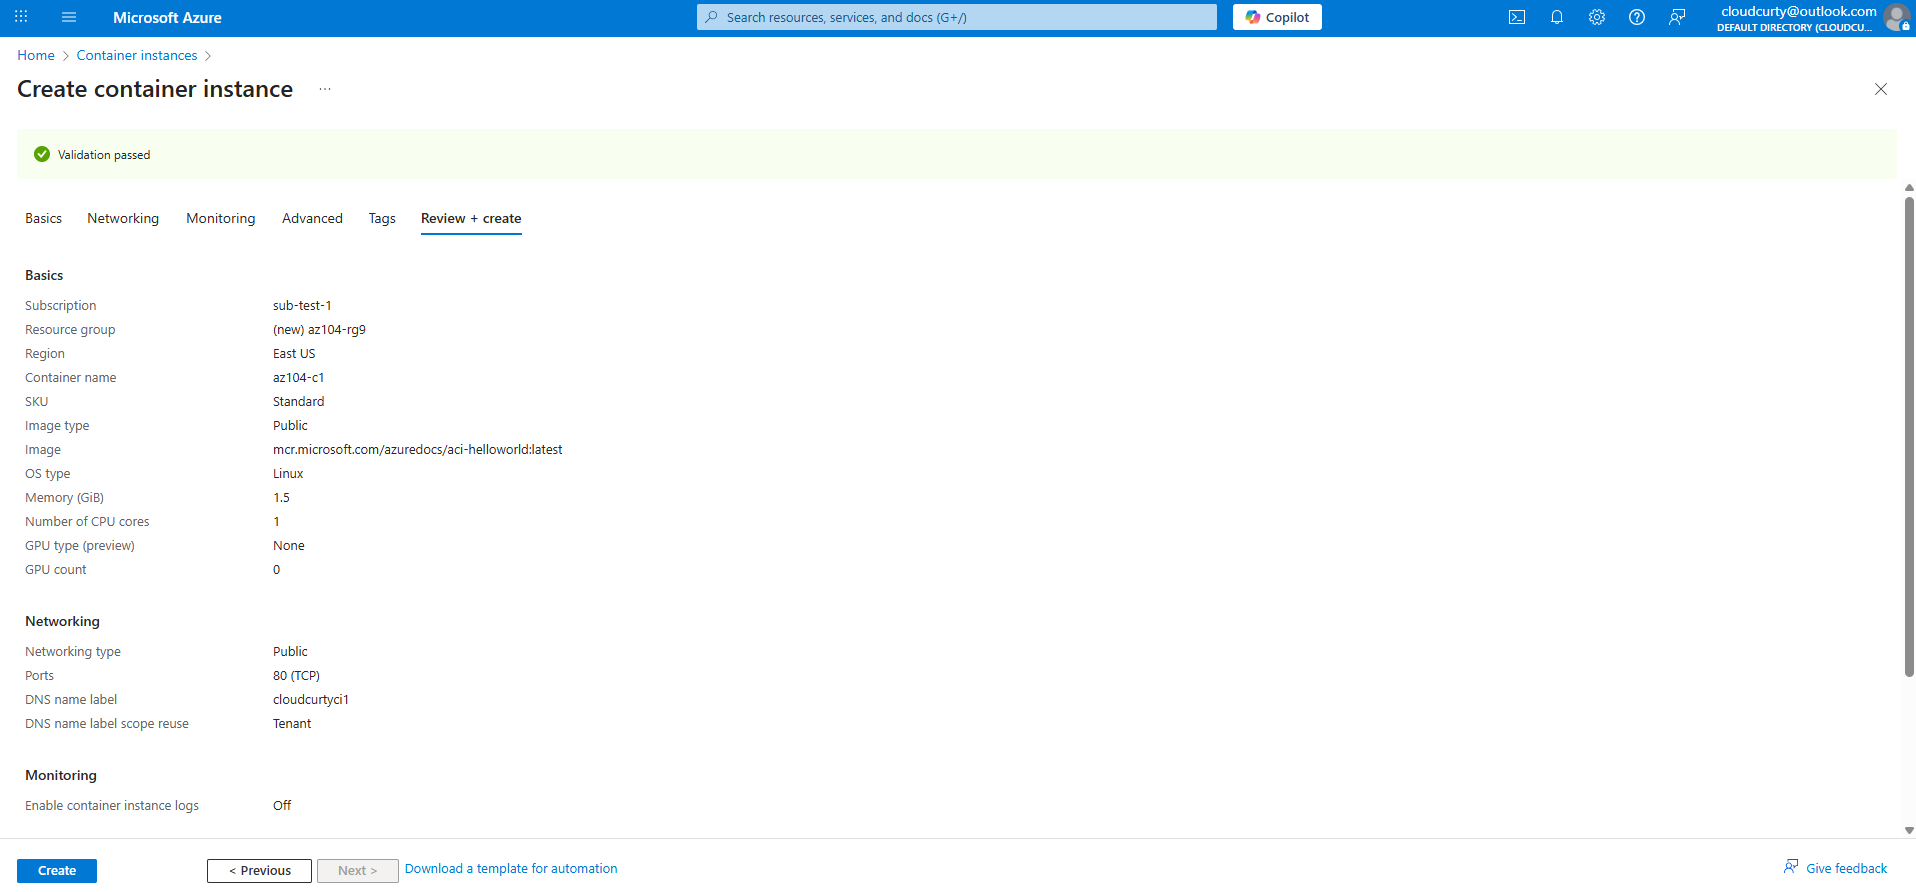 Microsoft Azure
Search resources, services, and docs (G+/)
Copilot
cloudcurty@outlook.com
DEFAULT DIRECTORY (CLOUDCU...
Home > Container instances >
Create container instance ...
Validation passed
Basics Networking Monitoring Advanced Tags Review + create
Basics
Subscription sub-test-1
Resource group (new) az104-rg9
Region East US
Container name az104-c1
SKU Standard
Image type Public
Image mcr.microsoft.com/azuredocs/aci-helloworld:latest
OS type Linux
Memory (GiB) 1.5
Number of CPU cores 1
GPU type (preview) None
GPU count 0
Networking
Networking type Public
Ports 80 (TCP)
DNS name label cloudcurtyci1
DNS name label scope reuse Tenant
Monitoring
Enable container instance logs Off
Create < Previous Next > Download a template for automation Give feedback